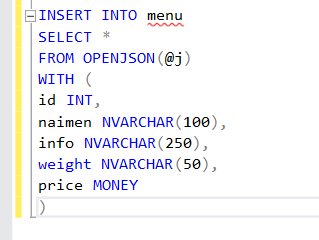 INSERT INTO menu
SELECT *
FROM OPENJSON(@j)
WITH (
id INT,
naimen NVARCHAR(100),
info NVARCHAR(250),
weight NVARCHAR(50),
price MONEY
)